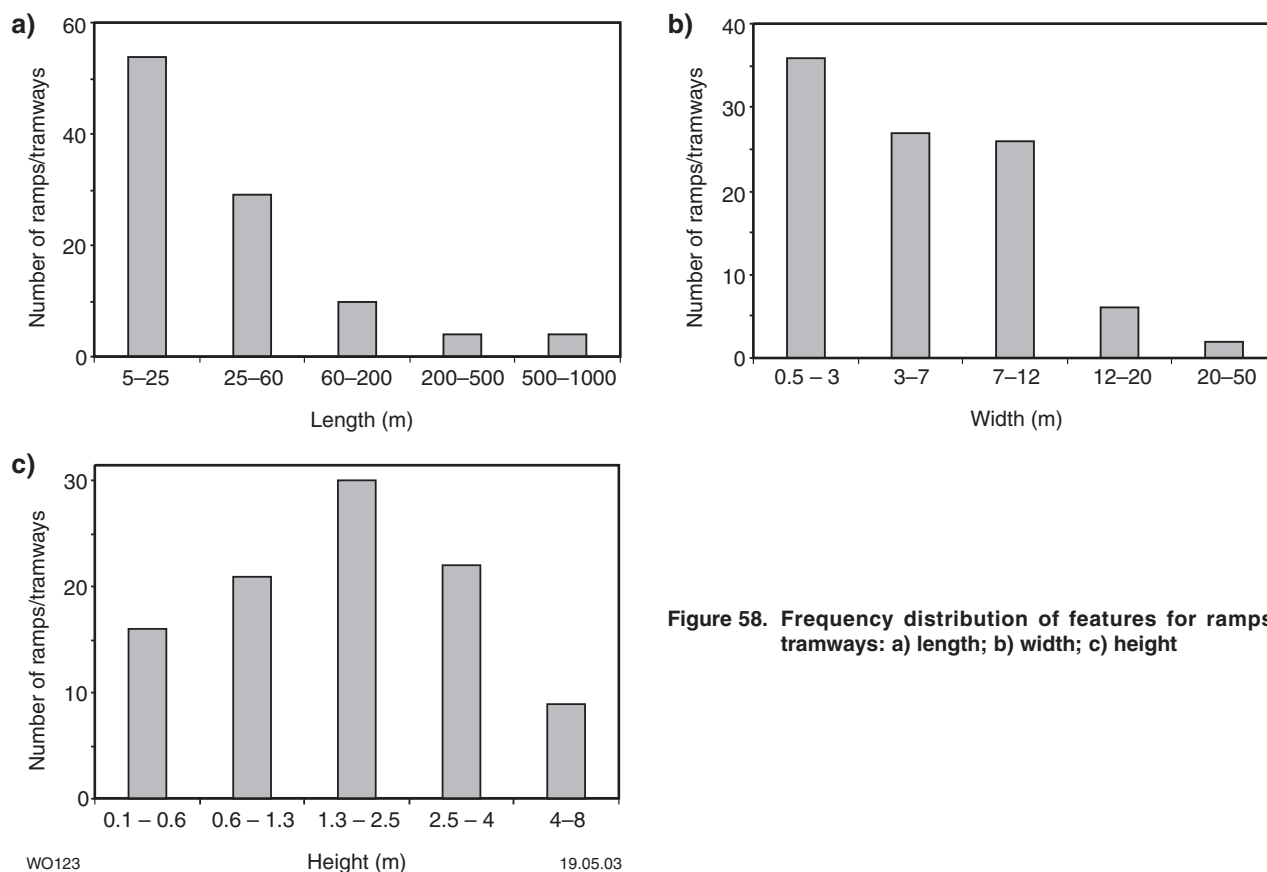 a)
60
40
20
0
Number of ramps/tramways
5–25 25–60 60–200 200–500 500–1000
Length (m)
b)
40
30
20
10
0
Number of ramps/tramways
0.5 – 3 3–7 7–12 12–20 20–50
Width (m)
c)
30
20
10
0
Number of ramps/tramways
0.1 – 0.6 0.6 – 1.3 1.3 – 2.5 2.5 – 4 4–8
Height (m)
WO123 19.05.03
Figure 58. Frequency distribution of features for ramps
tramways: a) length; b) width; c) height